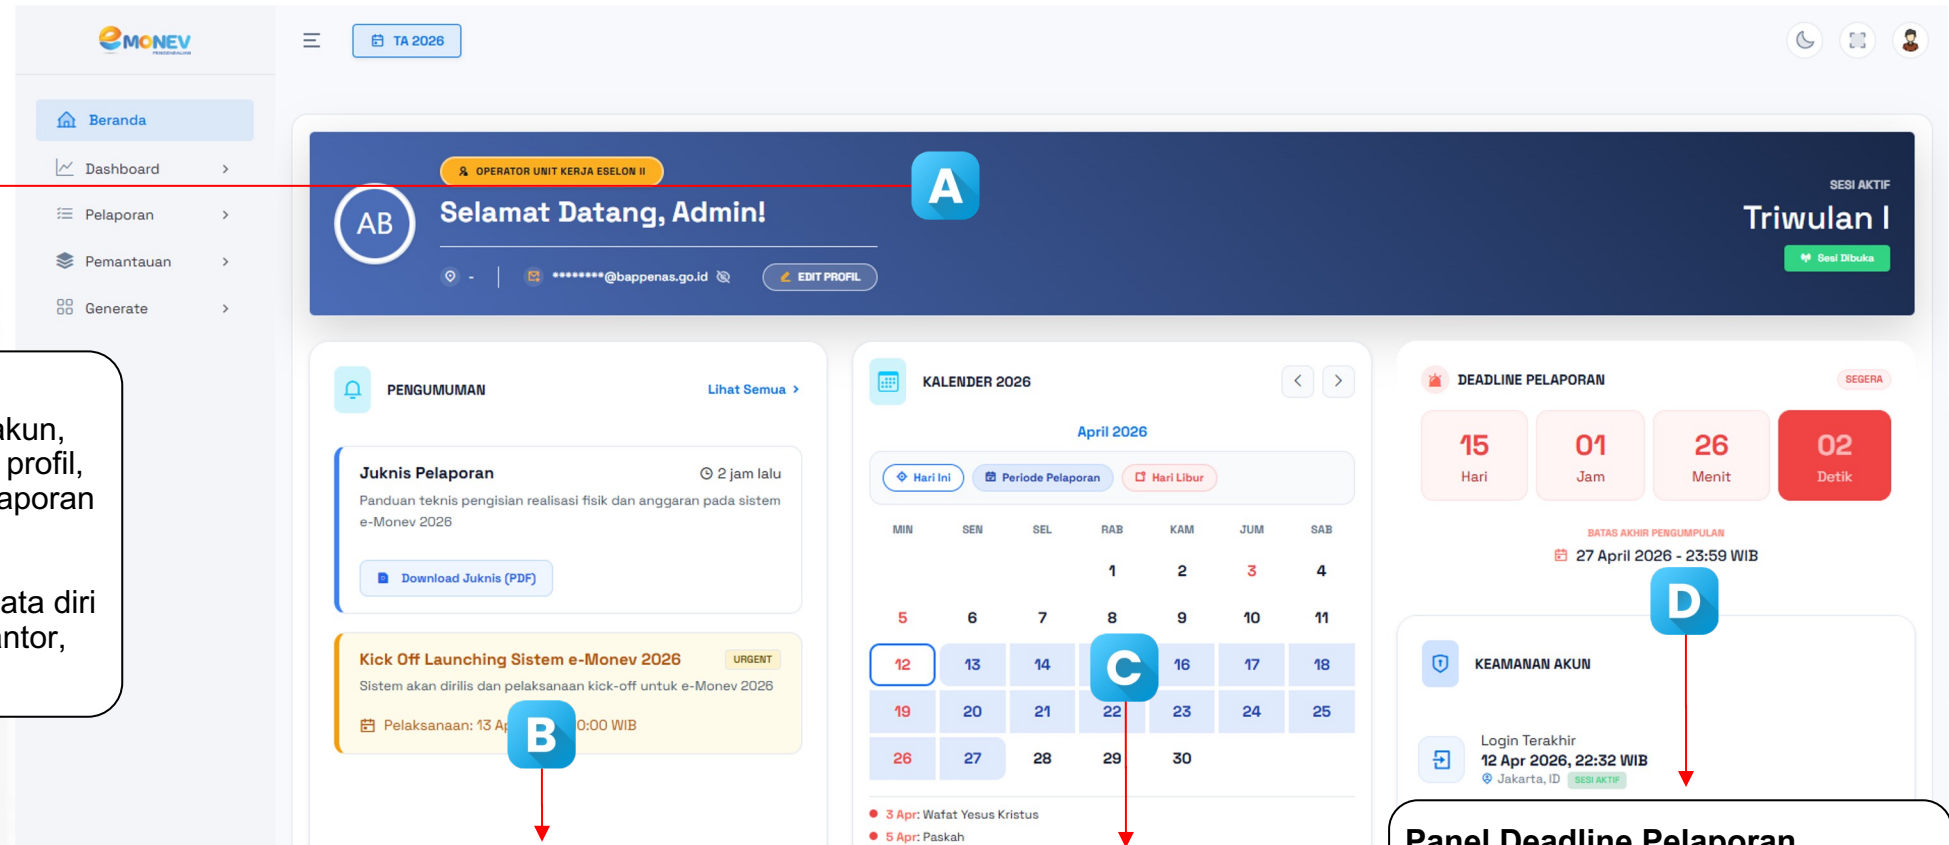 eMONEV
PENGENDALIAN
TA 2026
Beranda
Dashboard
Pelaporan
Pemantauan
Generate
OPERATOR UNIT KERJA ESELON II
AB
Selamat Datang, Admin!
-
********@bappenas.go.id
EDIT PROFIL
A
SESI AKTIF
Triwulan I
Sesi Dibuka
akun,
profil,
aporan
ata diri
antor,
PENGUMUMAN
Lihat Semua >
Juknis Pelaporan
2 jam lalu
Panduan teknis pengisian realisasi fisik dan anggaran pada sistem
e-Monev 2026
Download Juknis (PDF)
Kick Off Launching Sistem e-Monev 2026
URGENT
Sistem akan dirilis dan pelaksanaan kick-off untuk e-Monev 2026
Pelaksanaan: 13 Ap 0:00 WIB
B
KALENDER 2026
April 2026
Hari Ini
Periode Pelaporan
Hari Libur
MIN SEN SEL RAB KAM JUM SAB
1 2 3 4
5 6 7 8 9 10 11
12 13 14 16 17 18
C
19 20 21 22 23 24 25
26 27 28 29 30
3 Apr: Wafat Yesus Kristus
5 Apr: Paskah
DEADLINE PELAPORAN
SEGERA
15 01 26 02
Hari Jam Menit Detik
BATAS AKHIR PENGUMPULAN
27 April 2026 - 23:59 WIB
D
KEAMANAN AKUN
Login Terakhir
12 Apr 2026, 22:32 WIB
Jakarta, ID
SESI AKTIF
Panel Deadline Pelaporan